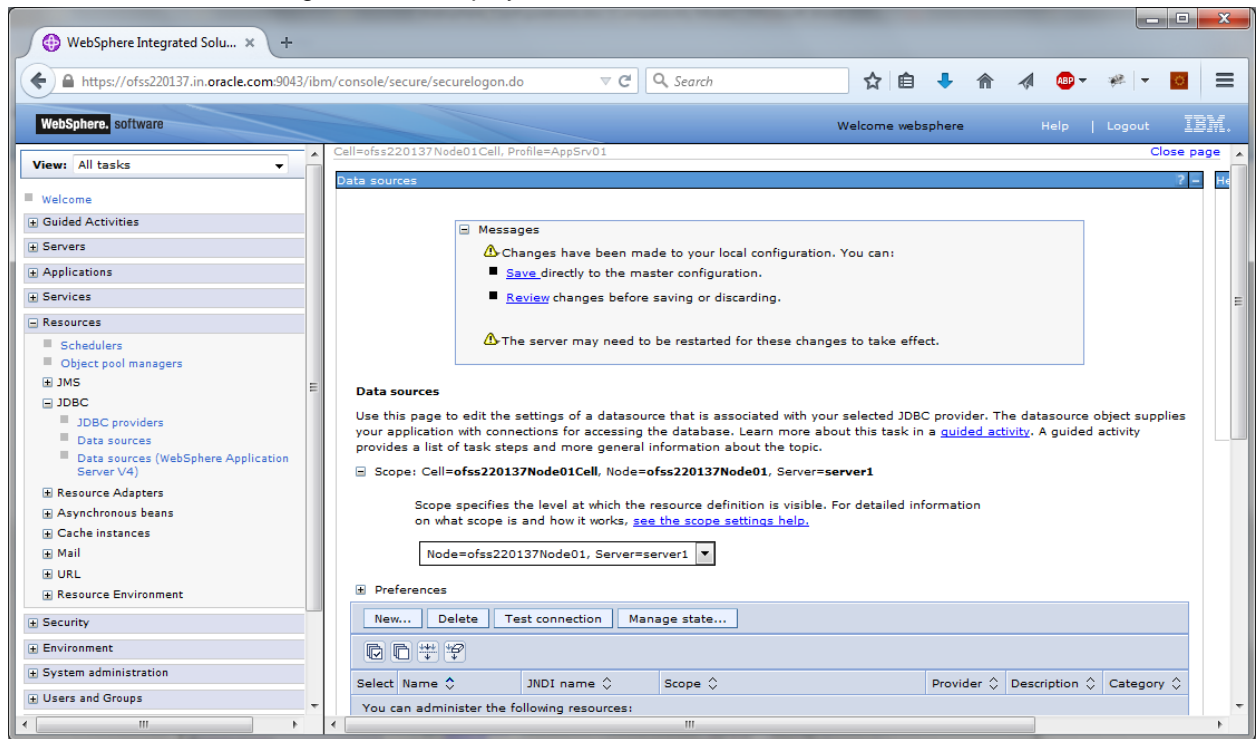 WebSphere Integrated Solu...
https://ofss220137.in.oracle.com:9043/ibm/console/secure/securelogon.do
Search
ABP
WebSphere. software
Welcome websphere
Help | Logout
IBM.
View: All tasks
Welcome
Guided Activities
Servers
Applications
Services
Resources
Schedulers
Object pool managers
JMS
JDBC
JDBC providers
Data sources
Data sources (WebSphere Application
Server V4)
Resource Adapters
Asynchronous beans
Cache instances
Mail
URL
Resource Environment
Security
Environment
System administration
Users and Groups
Cell=ofss220137Node01Cell, Profile=AppSrv01
Close page
Data sources
? He
Messages
Changes have been made to your local configuration. You can:
Save directly to the master configuration.
Review changes before saving or discarding.
The server may need to be restarted for these changes to take effect.
Data sources
Use this page to edit the settings of a datasource that is associated with your selected JDBC provider. The datasource object supplies
your application with connections for accessing the database. Learn more about this task in a guided activity. A guided activity
provides a list of task steps and more general information about the topic.
Scope: Cell=ofss220137Node01Cell, Node=ofss220137Node01, Server=server1
Scope specifies the level at which the resource definition is visible. For detailed information
on what scope is and how it works, see the scope settings help.
Node=ofss220137Node01, Server=server1
Preferences
New... Delete Test connection Manage state...
Select Name JNDI name Scope Provider Description Category
You can administer the following resources: